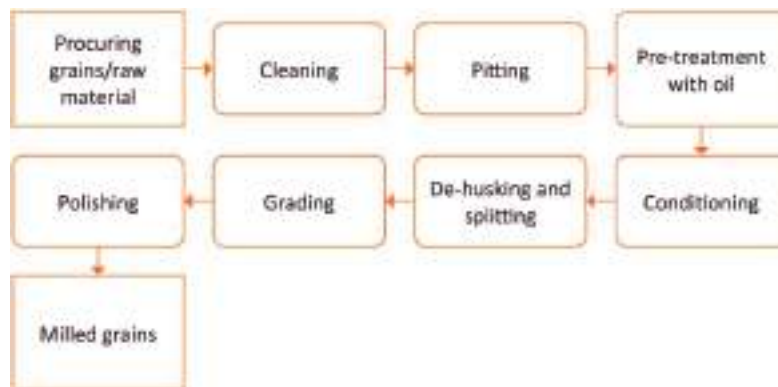 Procuring
grains/raw
material
Cleaning
Pitting
Pre-treatment
with oil
Conditioning
De-husking and
splitting
Grading
Polishing
Milled grains